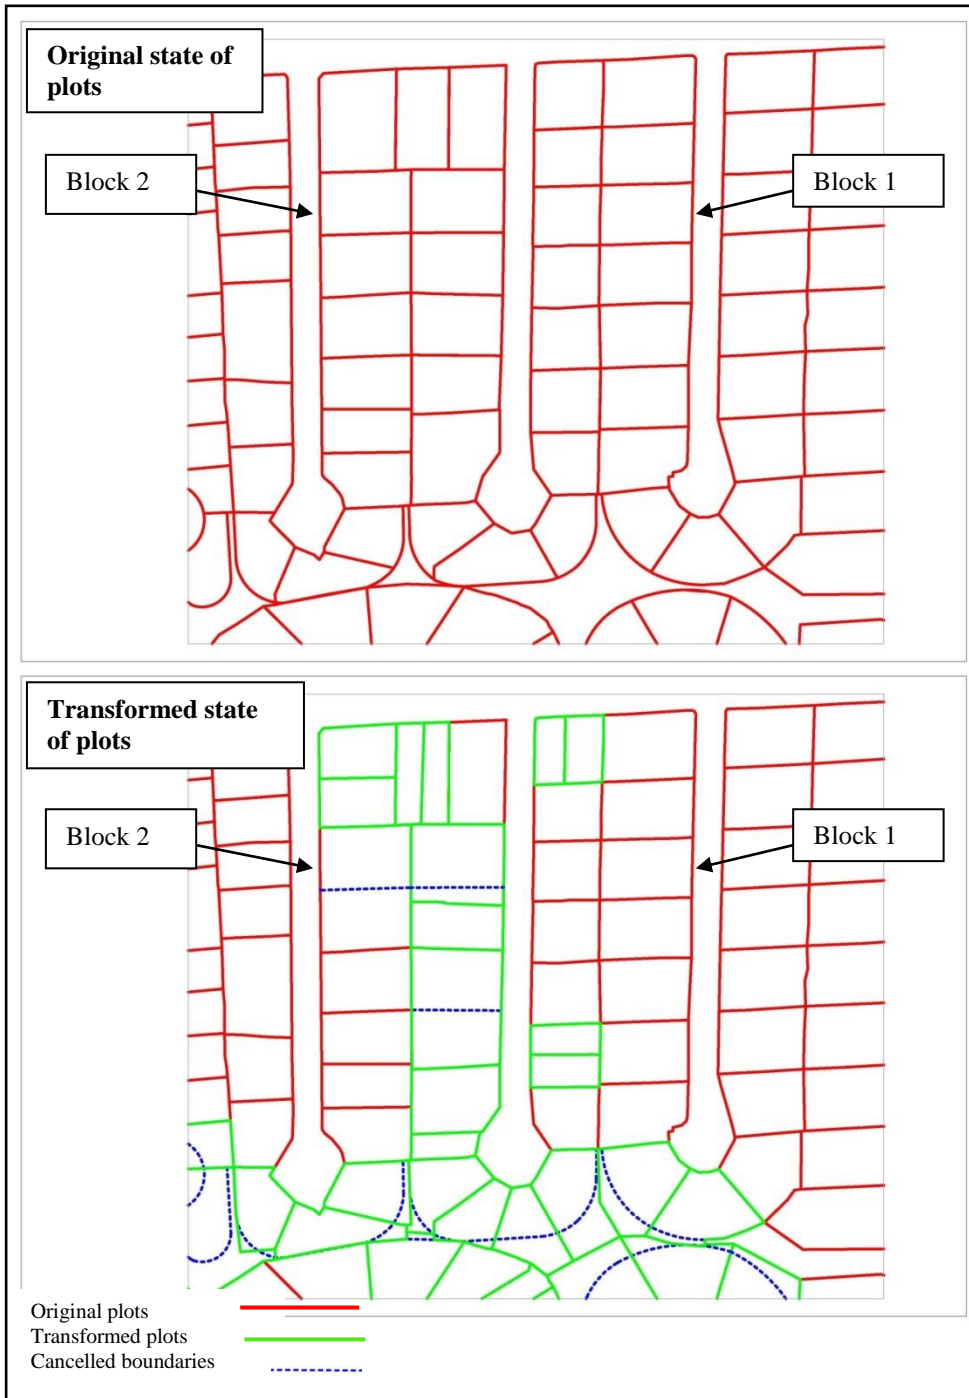 Original state of
plots
Block 2
Block 1
Transformed state
of plots
Block 2
Block 1
Original plots
Transformed plots
Cancelled boundaries